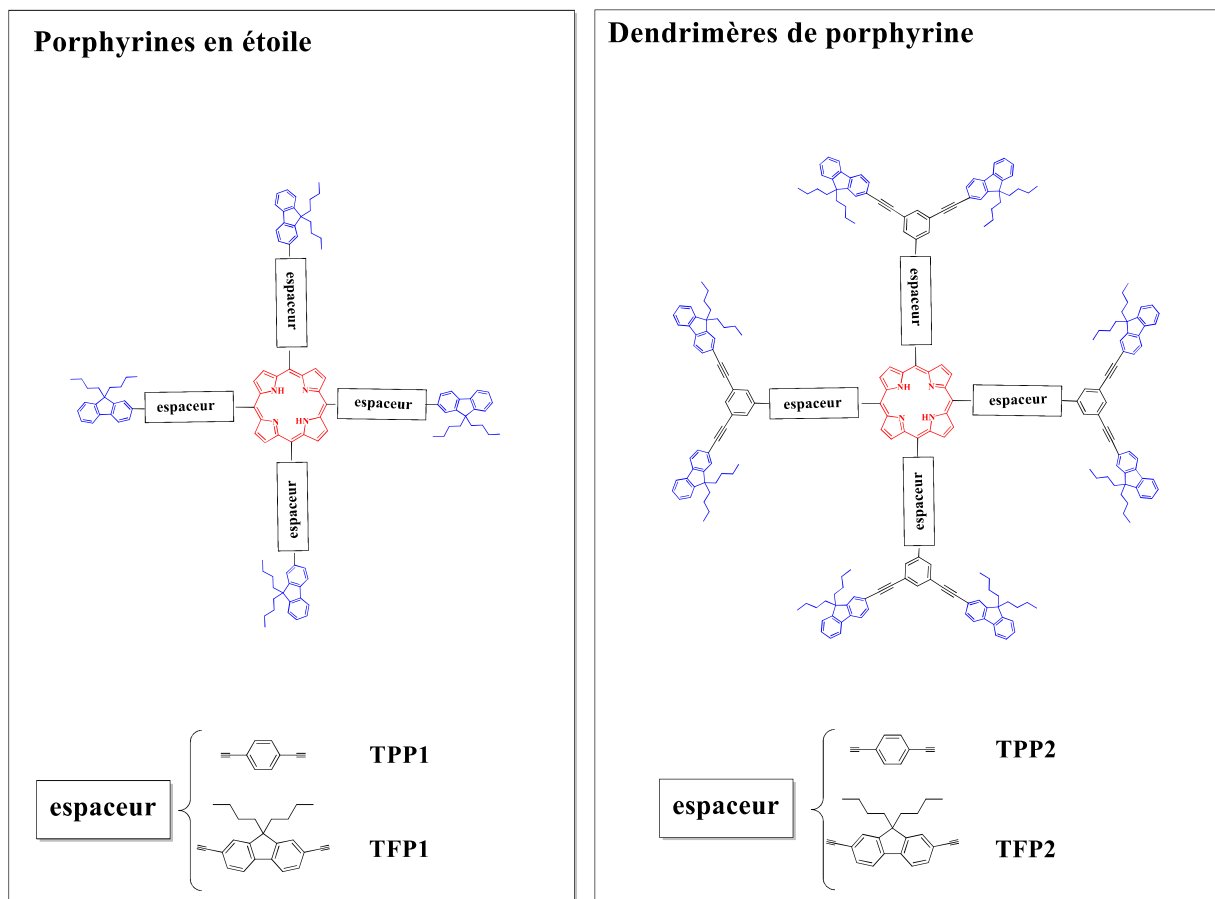 Porphyrines en étoile
espaceur
espaceur
NH
N
N
HN
espaceur
espaceur
espaceur
TPP1
TFP1
Dendrimères de porphyrine
espaceur
espaceur
NH
N
N
HN
espaceur
espaceur
espaceur
TPP2
TFP2